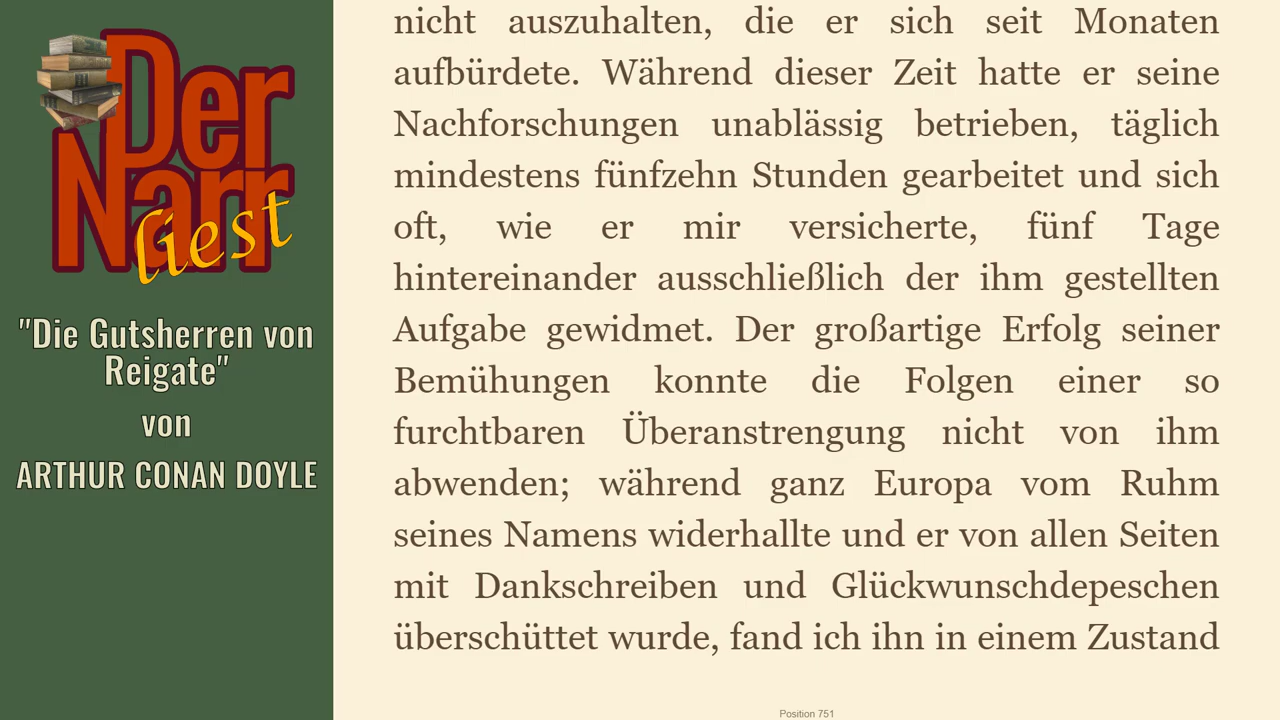 Der
Narr
liest
"Die Gutsherren von
Reigate"
von
ARTHUR CONAN DOYLE
nicht auszuhalten, die er sich seit Monaten
aufbürdete. Während dieser Zeit hatte er seine
Nachforschungen unablässig betrieben, täglich
mindestens fünfzehn Stunden gearbeitet und sich
oft, wie er mir versicherte, fünf Tage
hintereinander ausschließlich der ihm gestellten
Aufgabe gewidmet. Der großartige Erfolg seiner
Bemühungen konnte die Folgen einer so
furchtbaren Überanstrengung nicht von ihm
abwenden; während ganz Europa vom Ruhm
seines Namens widerhallte und er von allen Seiten
mit Dankschreiben und Glückwunschdepeschen
überschüttet wurde, fand ich ihn in einem Zustand
Position 751